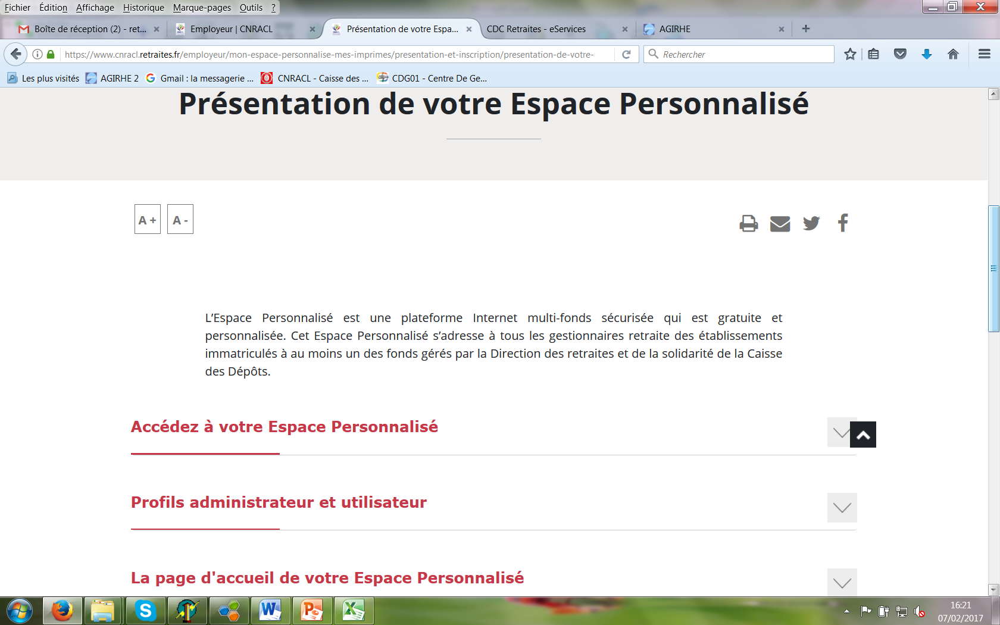 Fichier Édition Affichage Historique Marque-pages Outils ?
Boîte de réception (2) - ret... Employeur | CNRACL Présentation de votre Espa... CDC Retraites - eServices AGIRHE
https://www.cnracl.retraites.fr/employeur/mon-espace-personnalise-mes-imprimes/presentation-et-inscription/presentation-de-votre- Rechercher
Les plus visités AGIRHE 2 Gmail : la messagerie ... CNRACL - Caisse des ... CDG01 - Centre De Ge...
Présentation de votre Espace Personnalisé
A + A -
L’Espace Personnalisé est une plateforme Internet multi-fonds sécurisée qui est gratuite et
personnalisée. Cet Espace Personnalisé s’adresse à tous les gestionnaires retraite des établissements
immatriculés à au moins un des fonds gérés par la Direction des retraites et de la solidarité de la Caisse
des Dépôts.
Accédez à votre Espace Personnalisé
Profils administrateur et utilisateur
La page d'accueil de votre Espace Personnalisé
16:21
07/02/2017